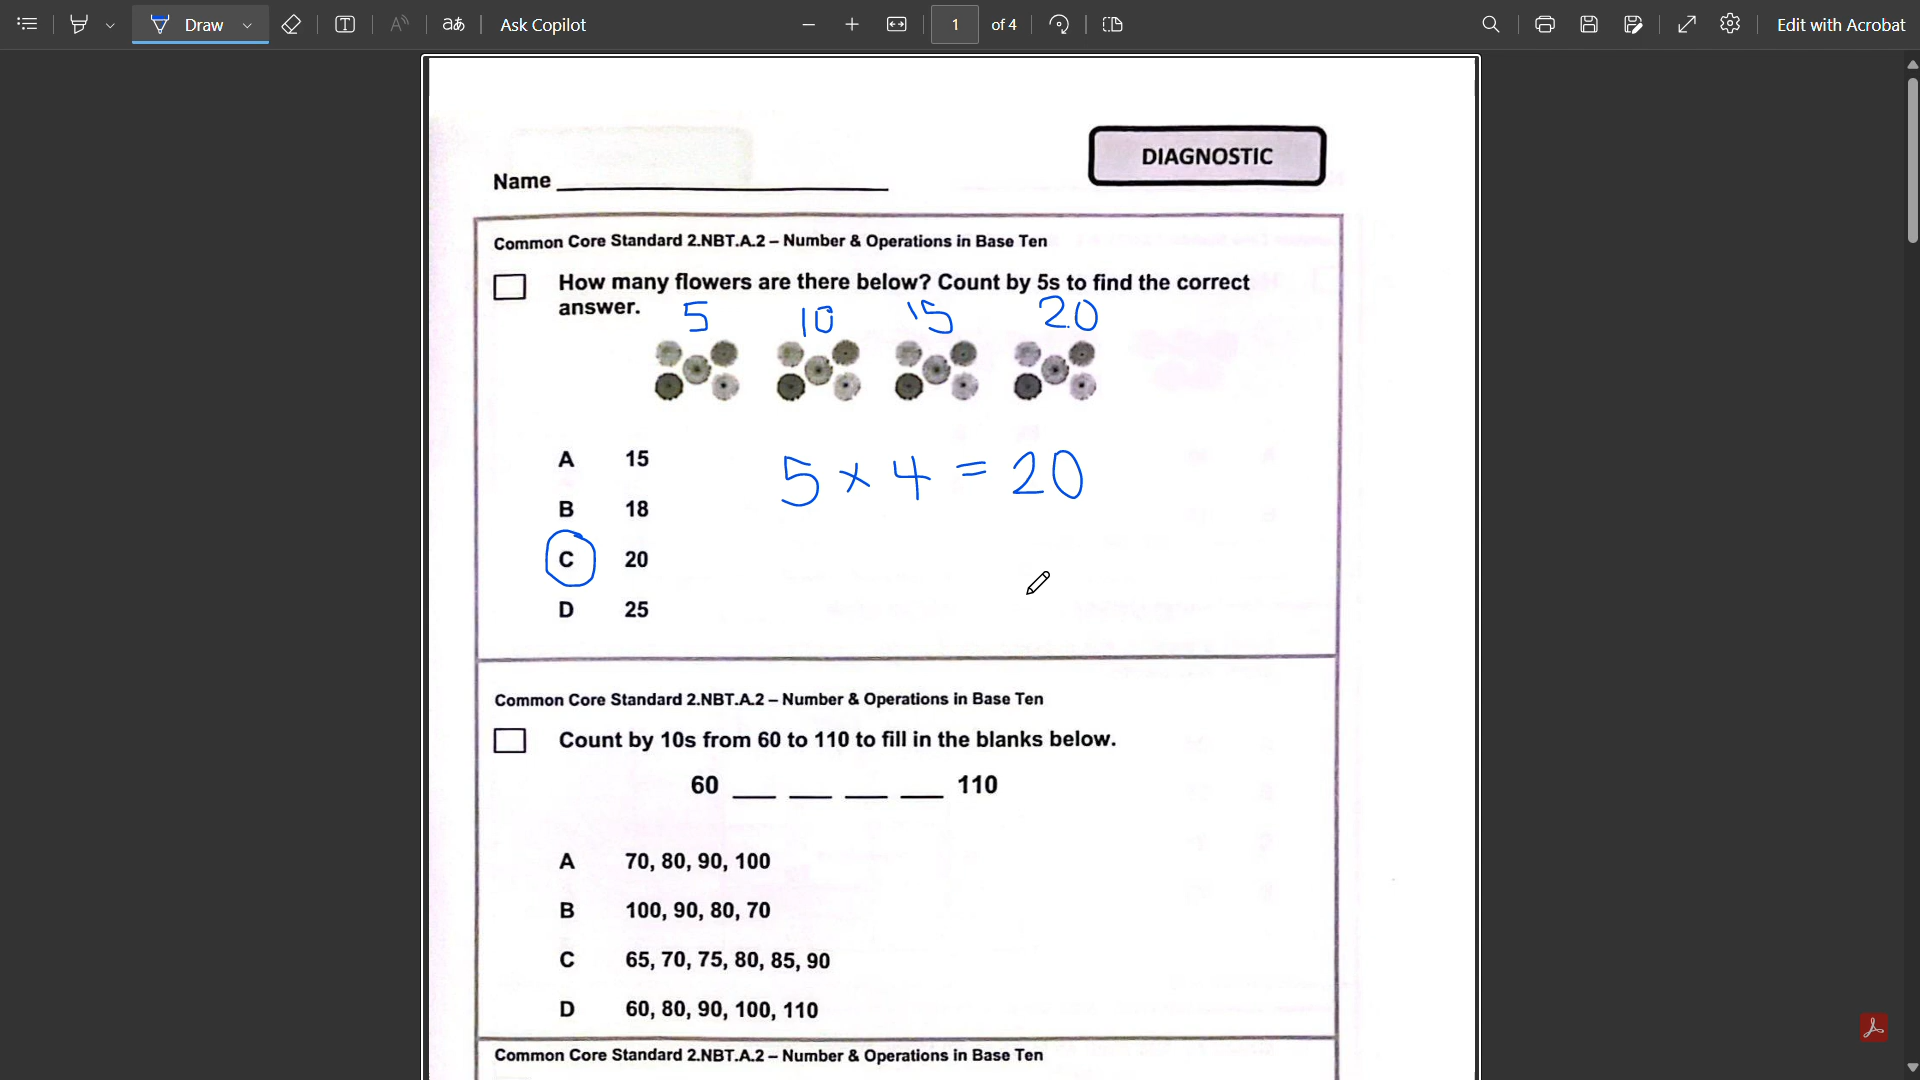 Draw
Ask Copilot
1 of 4
Edit with Acrobat
DIAGNOSTIC
Name
Common Core Standard 2.NBT.A.2 – Number & Operations in Base Ten
How many flowers are there below? Count by 5s to find the correct
answer.
5 10 15 20
A 15
5 × 4 = 20
B 18
C 20
D 25
Common Core Standard 2.NBT.A.2 – Number & Operations in Base Ten
Count by 10s from 60 to 110 to fill in the blanks below.
60 ___ ___ ___ ___ 110
A 70, 80, 90, 100
B 100, 90, 80, 70
C 65, 70, 75, 80, 85, 90
D 60, 80, 90, 100, 110
Common Core Standard 2.NBT.A.2 – Number & Operations in Base Ten